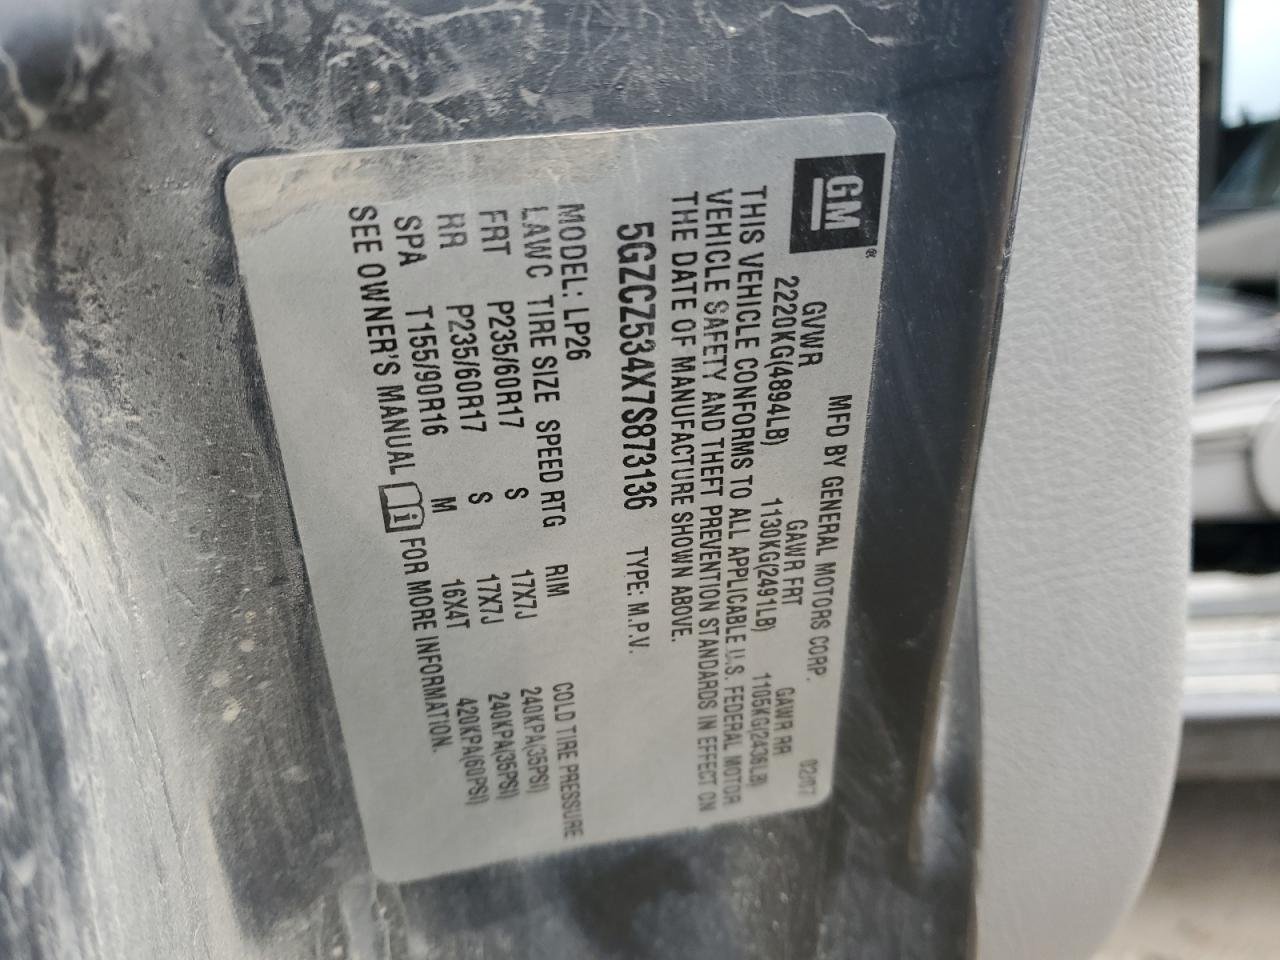 GM®
MFD BY GENERAL MOTORS CORP. 02/07
GVWR GAWR FRT GAWR RR
2220KG(4894LB) 1130KG(2491LB) 1105KG(2436LB)
THIS VEHICLE CONFORMS TO ALL APPLICABLE U.S. FEDERAL MOTOR
VEHICLE SAFETY AND THEFT PREVENTION STANDARDS IN EFFECT ON
THE DATE OF MANUFACTURE SHOWN ABOVE.
5GZCZ534X7S873136 TYPE: M.P.V.
MODEL: LP26
LAWC TIRE SIZE SPEED RTG RIM COLD TIRE PRESSURE
FRT P235/60R17 S 17X7J 240KPA(35PSI)
RR P235/60R17 S 17X7J 240KPA(35PSI)
SPA T155/90R16 M 16X4T 420KPA(60PSI)
SEE OWNER'S MANUAL i FOR MORE INFORMATION.